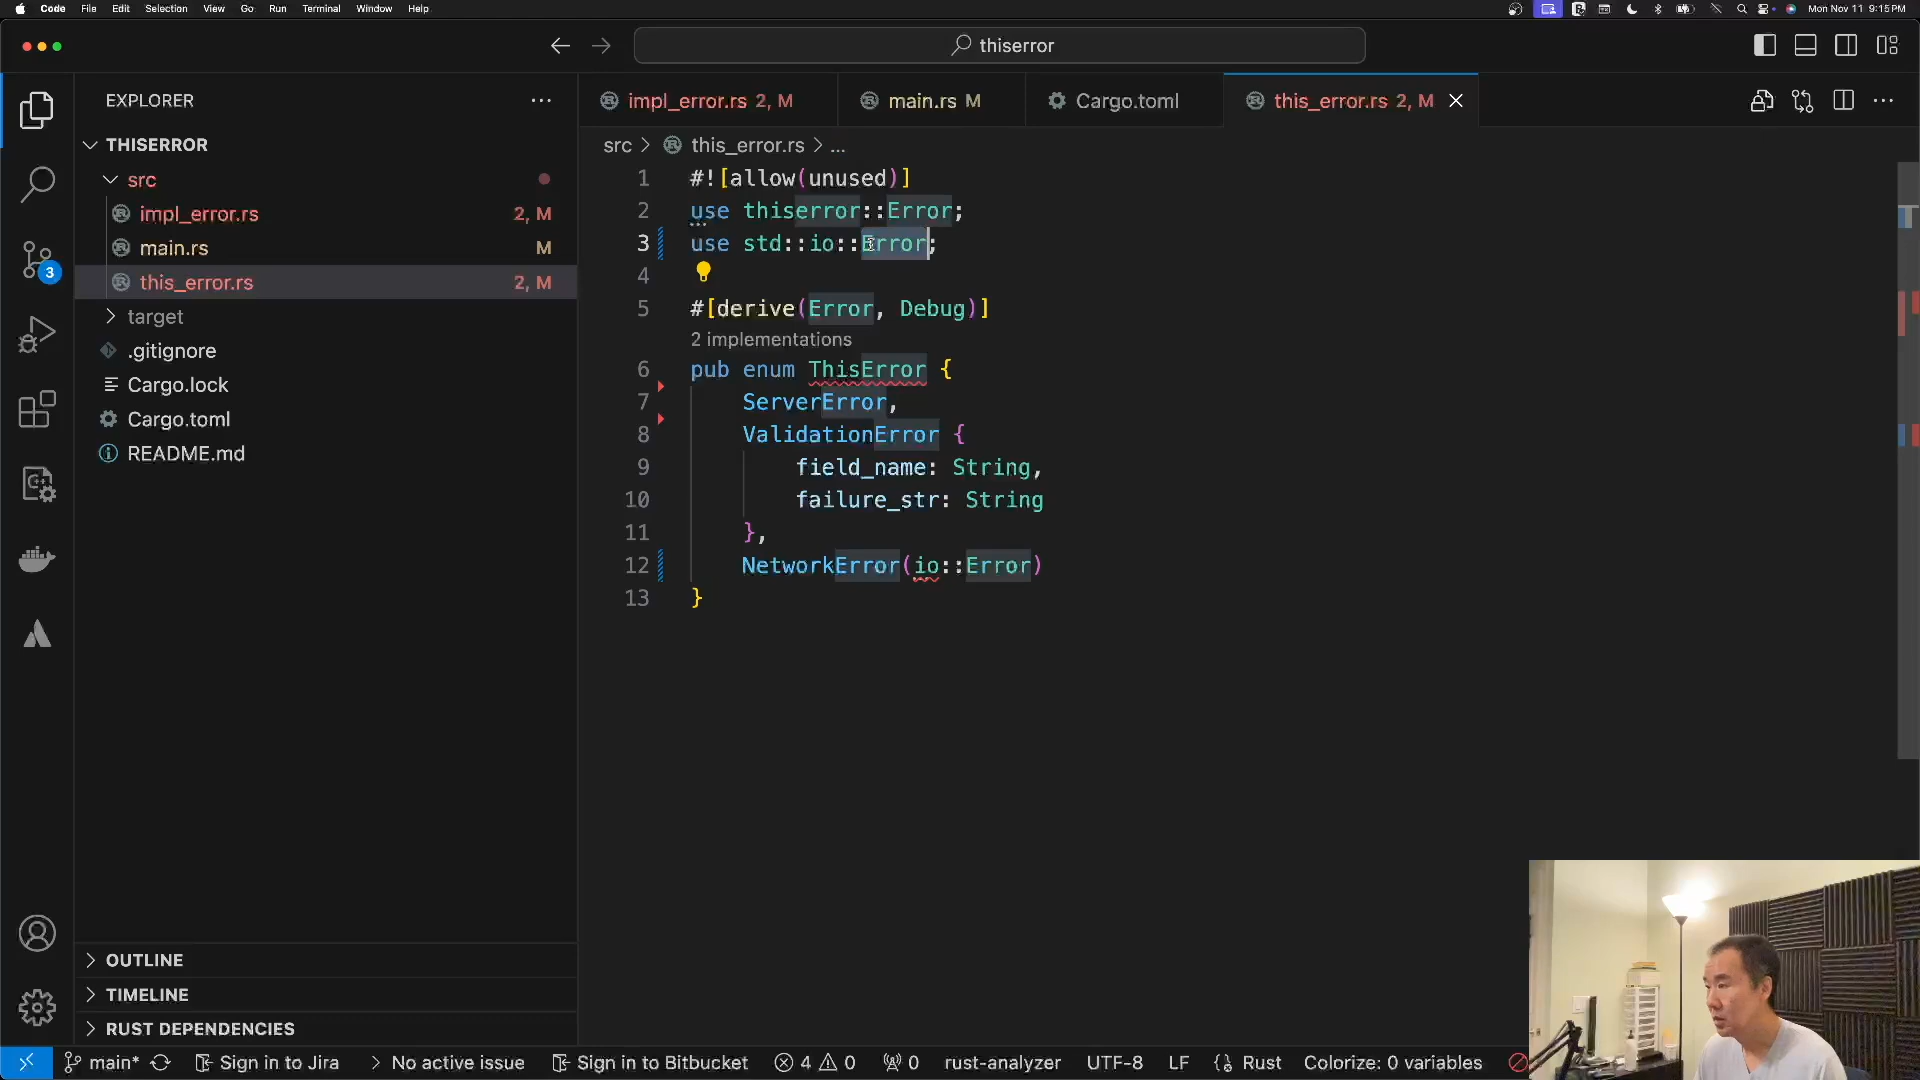 Code File Edit Selection View Go Run Terminal Window Help Mon Nov 11 9:15 PM
thiserror
EXPLORER
impl_error.rs 2, M
main.rs M
Cargo.toml
this_error.rs 2, M
src > this_error.rs > ...
THISERROR
src
impl_error.rs 2, M
main.rs M
this_error.rs 2, M
target
.gitignore
Cargo.lock
Cargo.toml
README.md
3
1 #![allow(unused)]
2 use thiserror::Error;
3 use std::io::Error;
4
5 #[derive(Error, Debug)]
2 implementations
6 pub enum ThisError {
7 ServerError,
8 ValidationError {
9 field_name: String,
10 failure_str: String
11 },
12 NetworkError(io::Error)
13 }
OUTLINE
TIMELINE
RUST DEPENDENCIES
main* Sign in to Jira No active issue Sign in to Bitbucket 4 0 0 rust-analyzer UTF-8 LF Rust Colorize: 0 variables